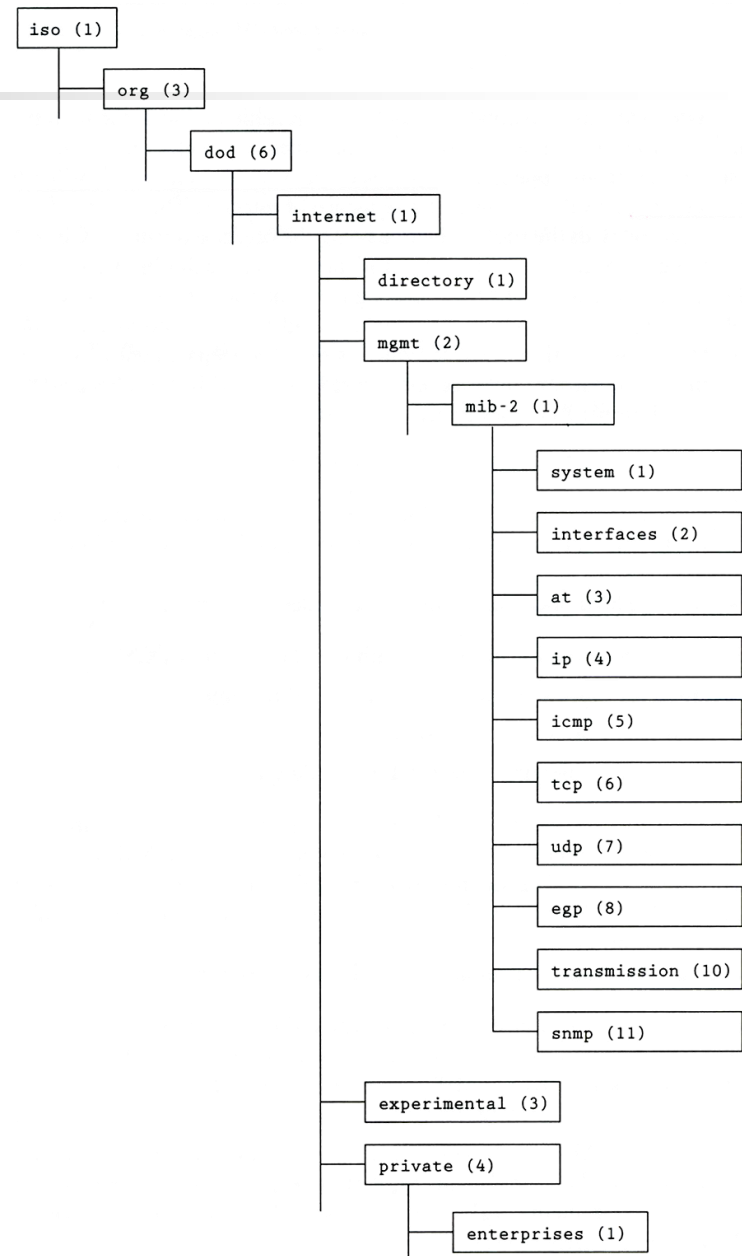 iso (1)
org (3)
dod (6)
internet (1)
directory (1)
mgmt (2)
mib-2 (1)
system (1)
interfaces (2)
at (3)
ip (4)
icmp (5)
tcp (6)
udp (7)
egp (8)
transmission (10)
snmp (11)
experimental (3)
private (4)
enterprises (1)